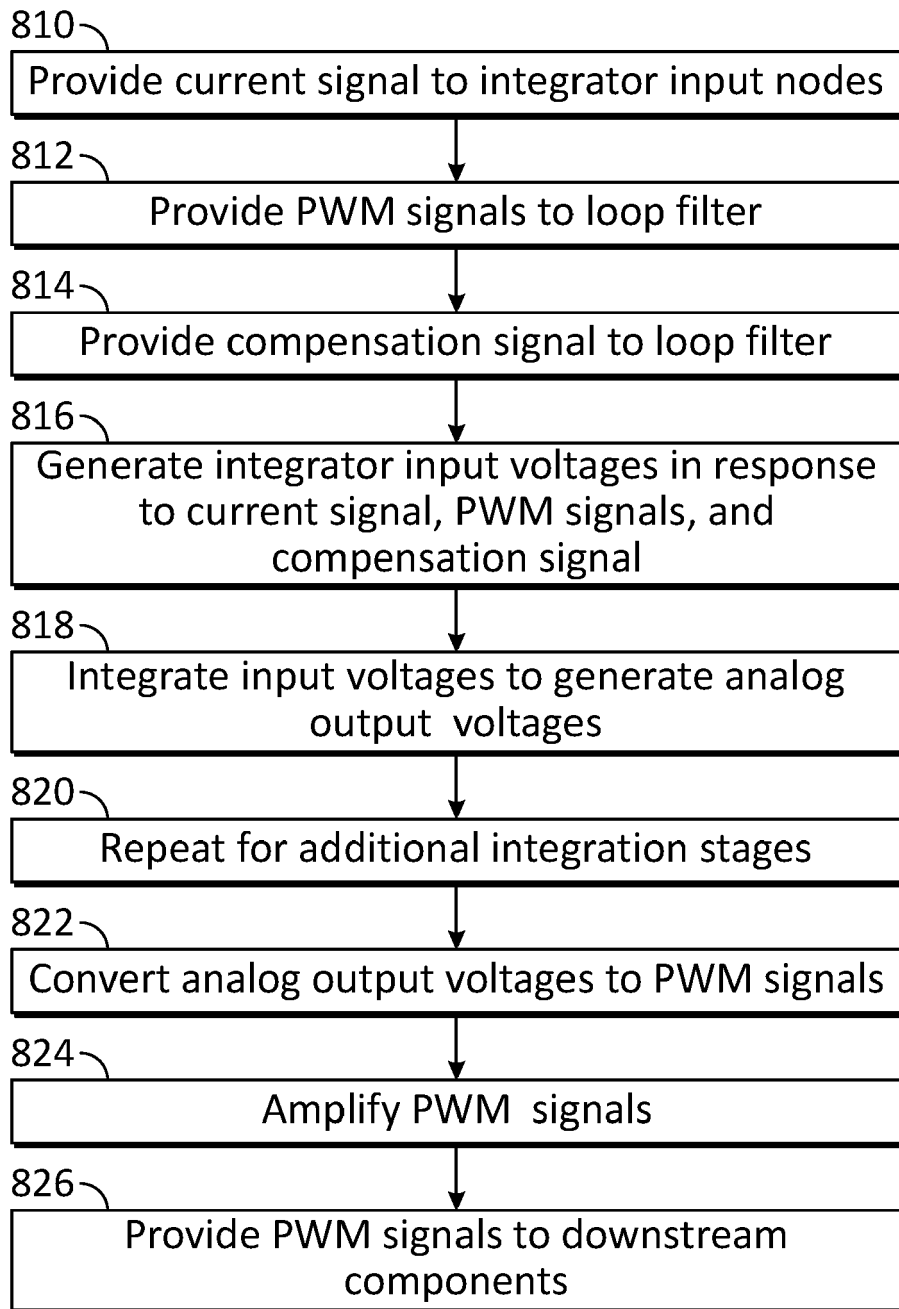 810
Provide current signal to integrator input nodes
812
Provide PWM signals to loop filter
814
Provide compensation signal to loop filter
816
Generate integrator input voltages in response
to current signal, PWM signals, and
compensation signal
818
Integrate input voltages to generate analog
output voltages
820
Repeat for additional integration stages
822
Convert analog output voltages to PWM signals
824
Amplify PWM signals
826
Provide PWM signals to downstream
components